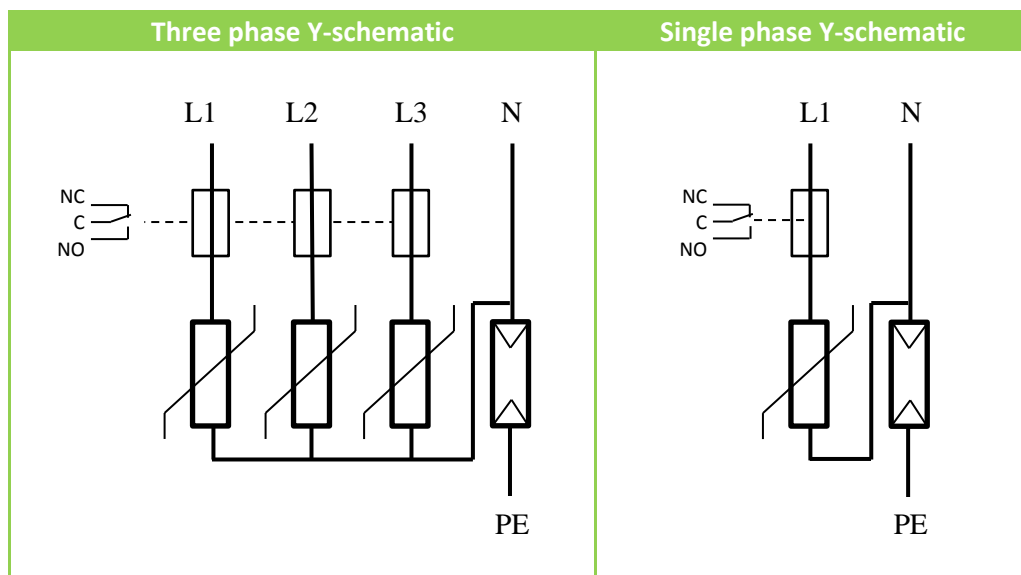 Three phase Y-schematic
L1 L2 L3 N
NC
C
NO
PE
Single phase Y-schematic
L1 N
NC
C
NO
PE